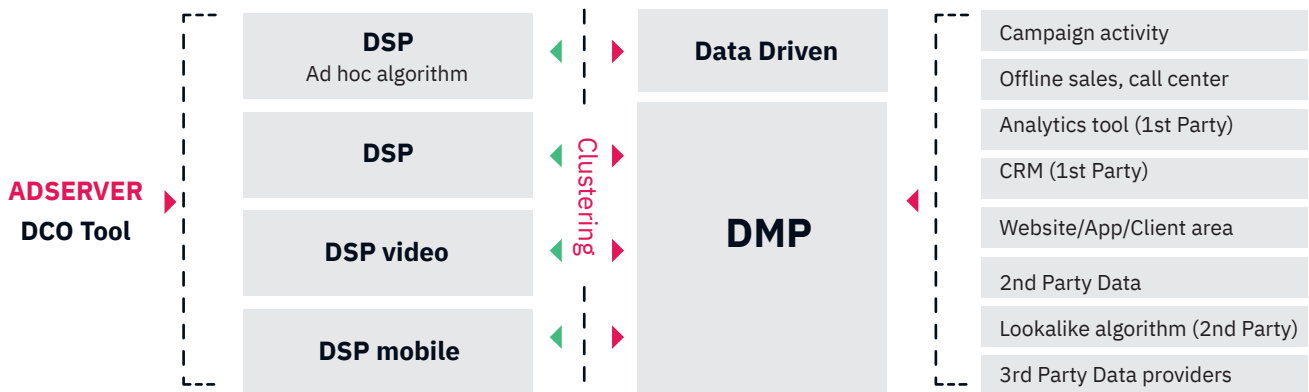 ADSERVER
DCO Tool
DSP
Ad hoc algorithm
DSP
DSP video
DSP mobile
Clustering
Data Driven
DMP
Campaign activity
Offline sales, call center
Analytics tool (1st Party)
CRM (1st Party)
Website/App/Client area
2nd Party Data
Lookalike algorithm (2nd Party)
3rd Party Data providers